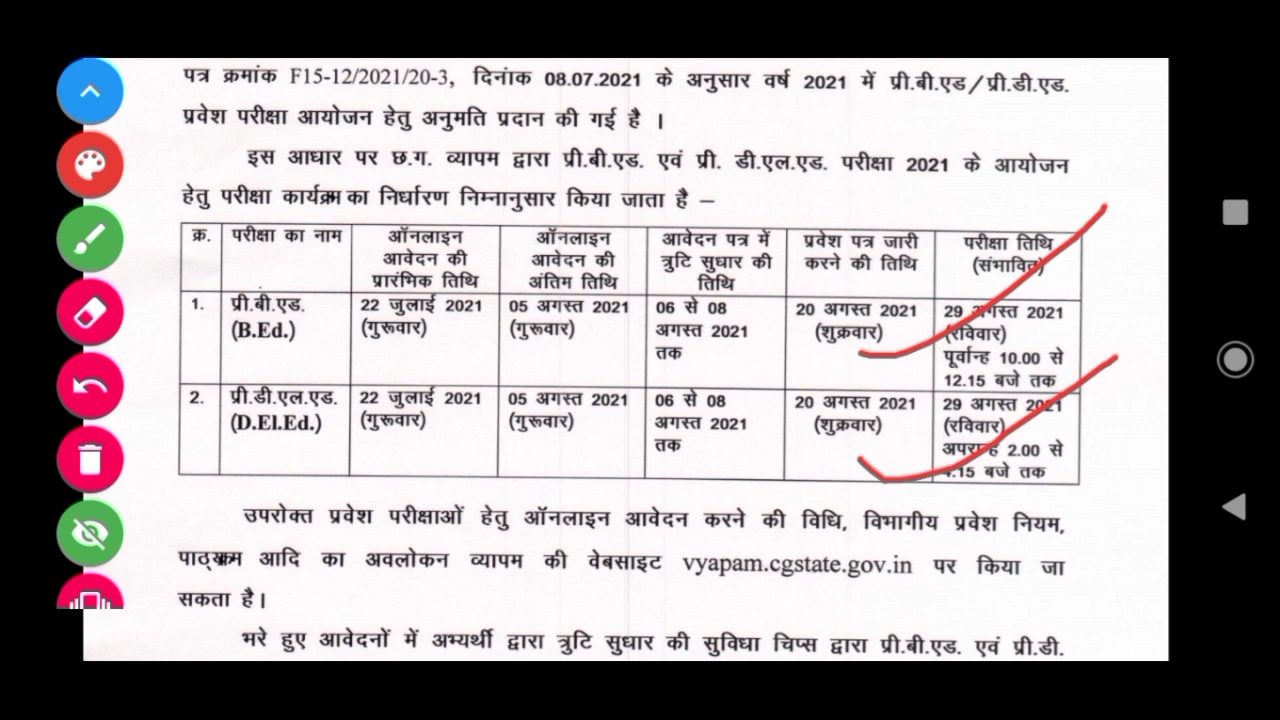 पत्र क्रमांक F15-12/2021/20-3, दिनांक 08.07.2021 के अनुसार वर्ष 2021 में प्री.बी.एड/प्री.डी.एड.
प्रवेश परीक्षा आयोजन हेतु अनुमति प्रदान की गई है ।
इस आधार पर छ.ग. व्यापम द्वारा प्री.बी.एड. एवं प्री. डी.एल.एड. परीक्षा 2021 के आयोजन
हेतु परीक्षा कार्यक्रम का निर्धारण निम्नानुसार किया जाता है –
क्र.
परीक्षा का नाम
ऑनलाइन
आवेदन की
प्रारंभिक तिथि
ऑनलाइन
आवेदन की
अंतिम तिथि
आवेदन पत्र में
त्रुटि सुधार की
तिथि
प्रवेश पत्र जारी
करने की तिथि
परीक्षा तिथि
(संभावित)
1.
प्री.बी.एड.
(B.Ed.)
22 जुलाई 2021
(गुरूवार)
05 अगस्त 2021
(गुरूवार)
06 से 08
अगस्त 2021
तक
20 अगस्त 2021
(शुक्रवार)
29 अगस्त 2021
(रविवार)
पूर्वान्ह 10.00 से
12.15 बजे तक
2.
प्री.डी.एल.एड.
(D.El.Ed.)
22 जुलाई 2021
(गुरूवार)
05 अगस्त 2021
(गुरूवार)
06 से 08
अगस्त 2021
तक
20 अगस्त 2021
(शुक्रवार)
29 अगस्त 2021
(रविवार)
अपरान्ह 2.00 से
4.15 बजे तक
उपरोक्त प्रवेश परीक्षाओं हेतु ऑनलाइन आवेदन करने की विधि, विभागीय प्रवेश नियम,
पाठ्यक्रम आदि का अवलोकन व्यापम की वेबसाइट vyapam.cgstate.gov.in पर किया जा
सकता है।
भरे हुए आवेदनों में अभ्यर्थी द्वारा त्रुटि सुधार की सुविधा चिप्स द्वारा प्री.बी.एड. एवं प्री.डी.